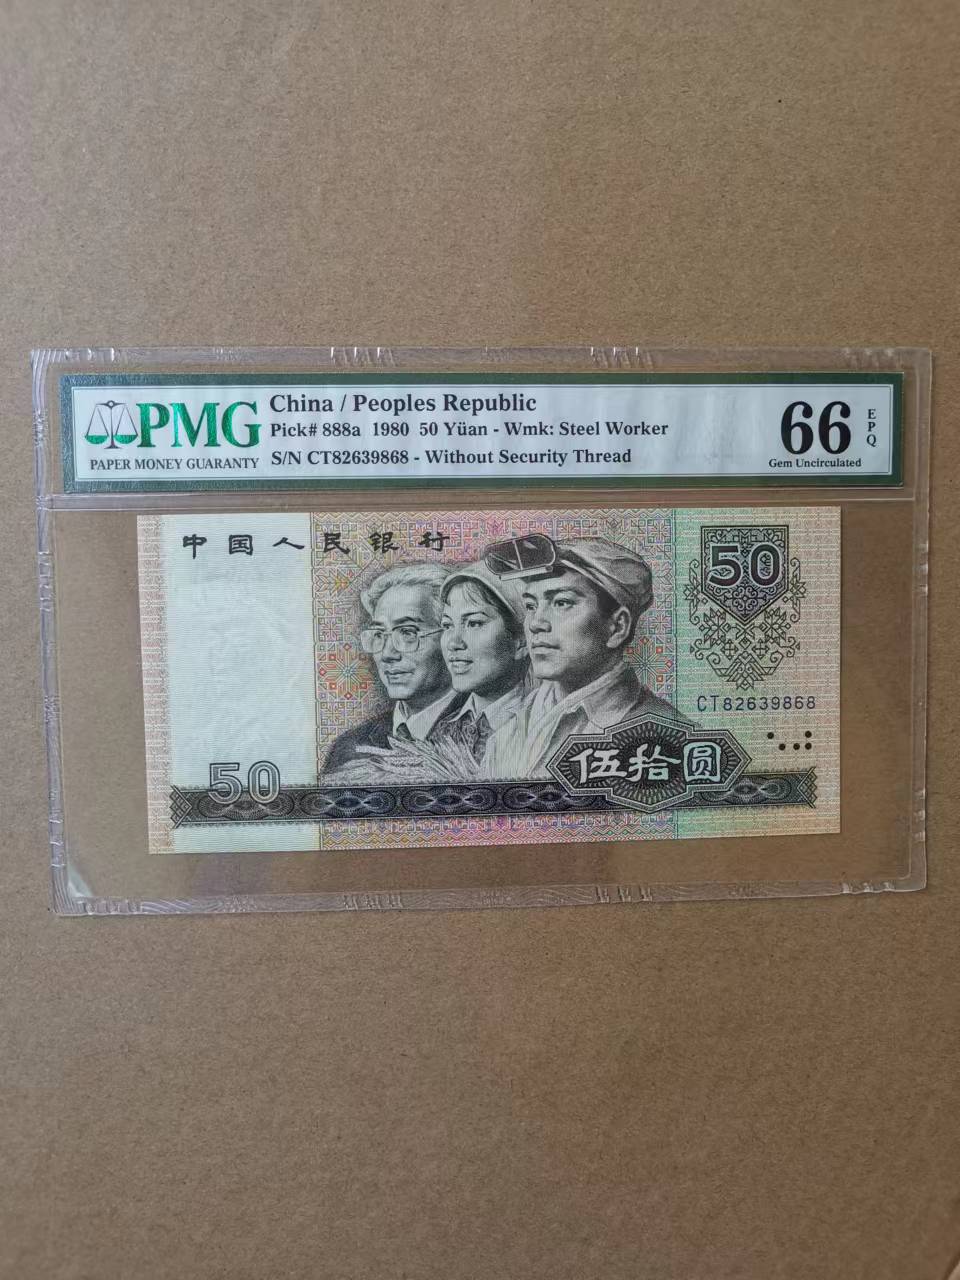 PMG
PAPER MONEY GUARANTY
China / Peoples Republic
Pick# 888a 1980 50 Yüan - Wmk: Steel Worker
S/N CT82639868 - Without Security Thread
66
EPQ
Gem Uncirculated
中国人民银行
50
CT82639868
50
伍拾圆